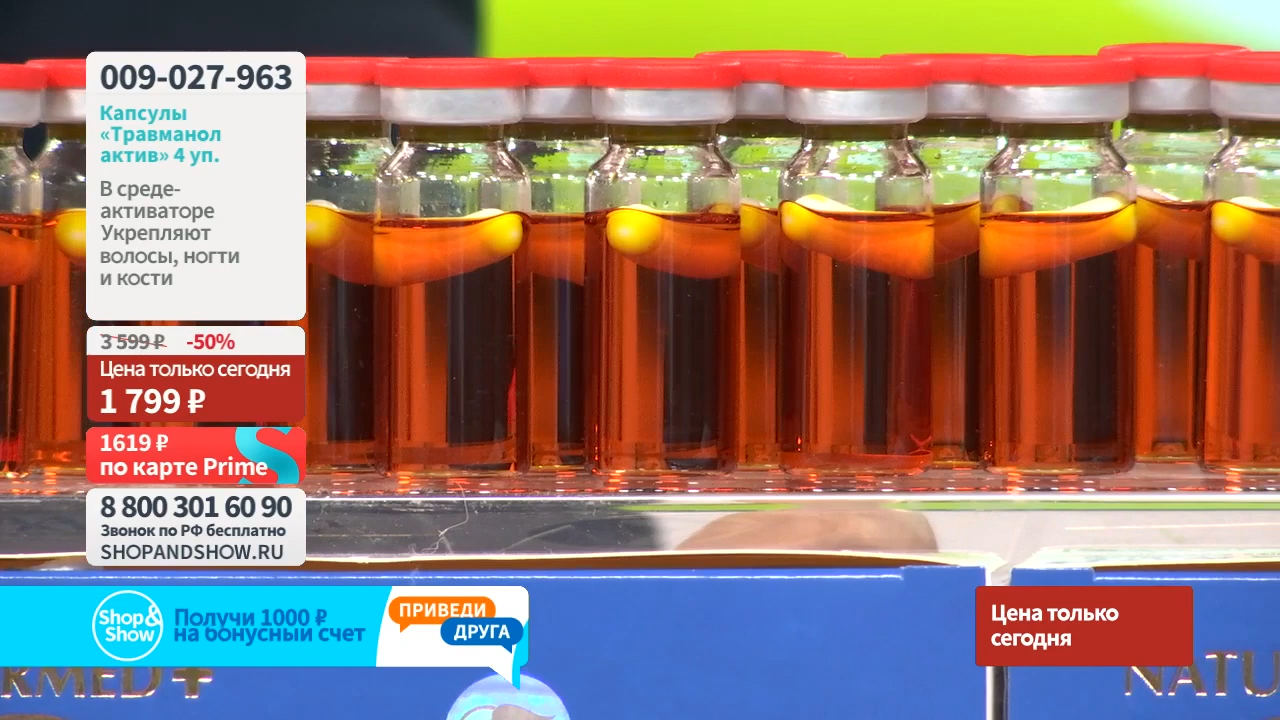 009-027-963
Капсулы
«Травманол
актив» 4 уп.
В среде-
активаторе
Укрепляют
волосы, ногти
и кости
3 599 ₽ -50%
Цена только сегодня
1 799 ₽
1619 ₽
по карте Prime
8 800 301 60 90
Звонок по РФ бесплатно
SHOPANDSHOW.RU
Shop&
Show
Получи 1000 ₽
на бонусный счет
ПРИВЕДИ
ДРУГА
Цена только
сегодня
RMED+
NATU